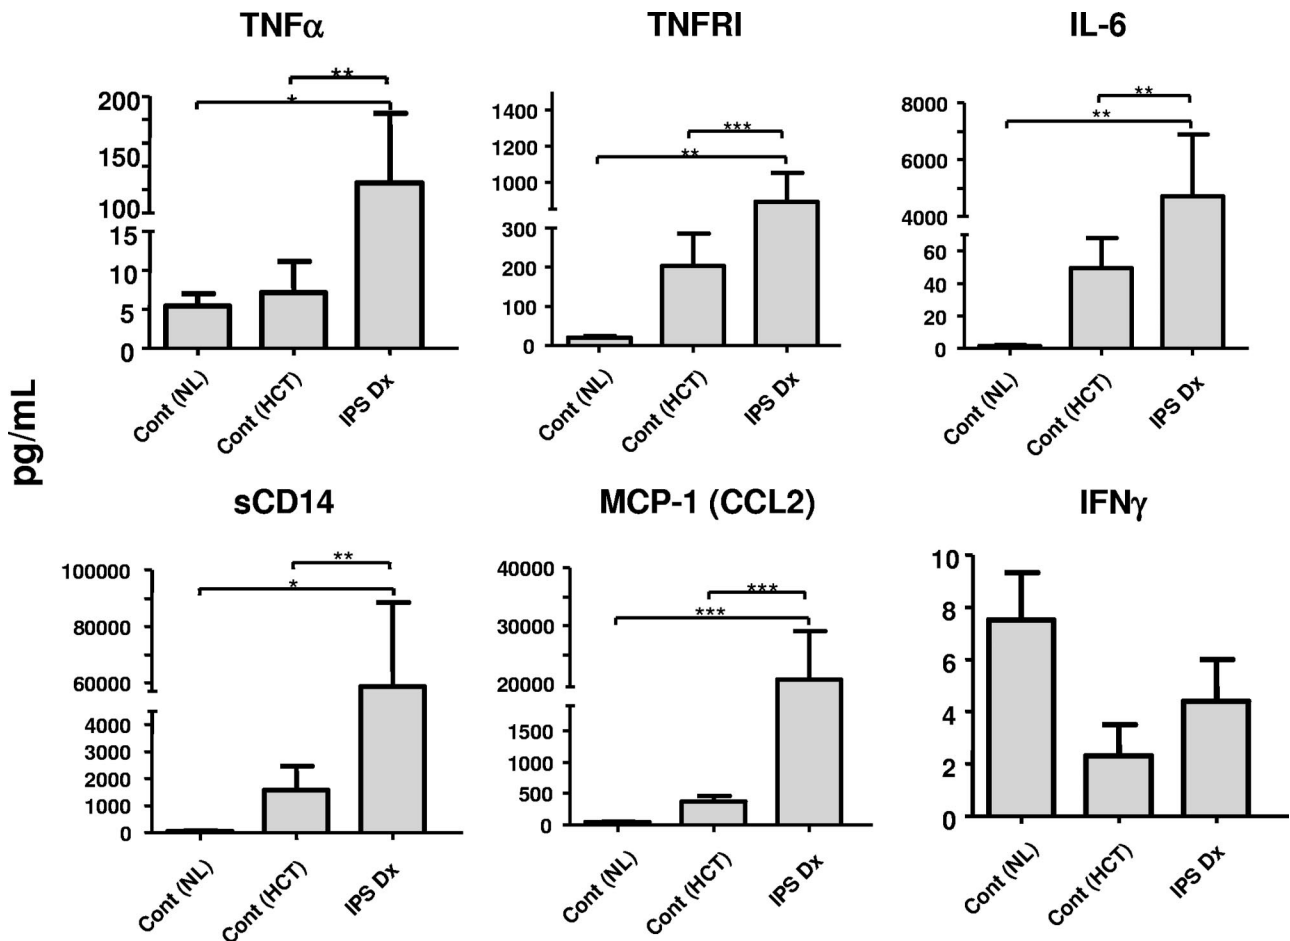 TNFα
TNFRI
IL-6
pg/mL
**
*
200
150
100
15
10
5
0
Cont (NL)
Cont (HCT)
IPS Dx
***
**
1400
1200
1000
300
200
100
0
Cont (NL)
Cont (HCT)
IPS Dx
**
**
8000
6000
4000
60
40
20
0
Cont (NL)
Cont (HCT)
IPS Dx
sCD14
MCP-1 (CCL2)
IFNγ
**
*
100000
80000
60000
4000
3000
2000
1000
0
Cont (NL)
Cont (HCT)
IPS Dx
***
***
40000
30000
20000
1500
1000
500
0
Cont (NL)
Cont (HCT)
IPS Dx
10
8
6
4
2
0
Cont (NL)
Cont (HCT)
IPS Dx